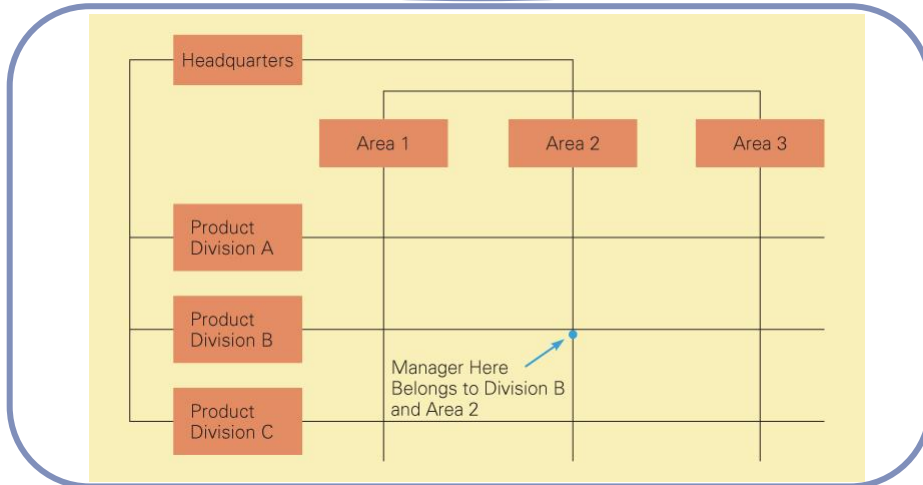 Headquarters
Area 1
Area 2
Area 3
Product
Division A
Product
Division B
Manager Here
Belongs to Division B
and Area 2
Product
Division C